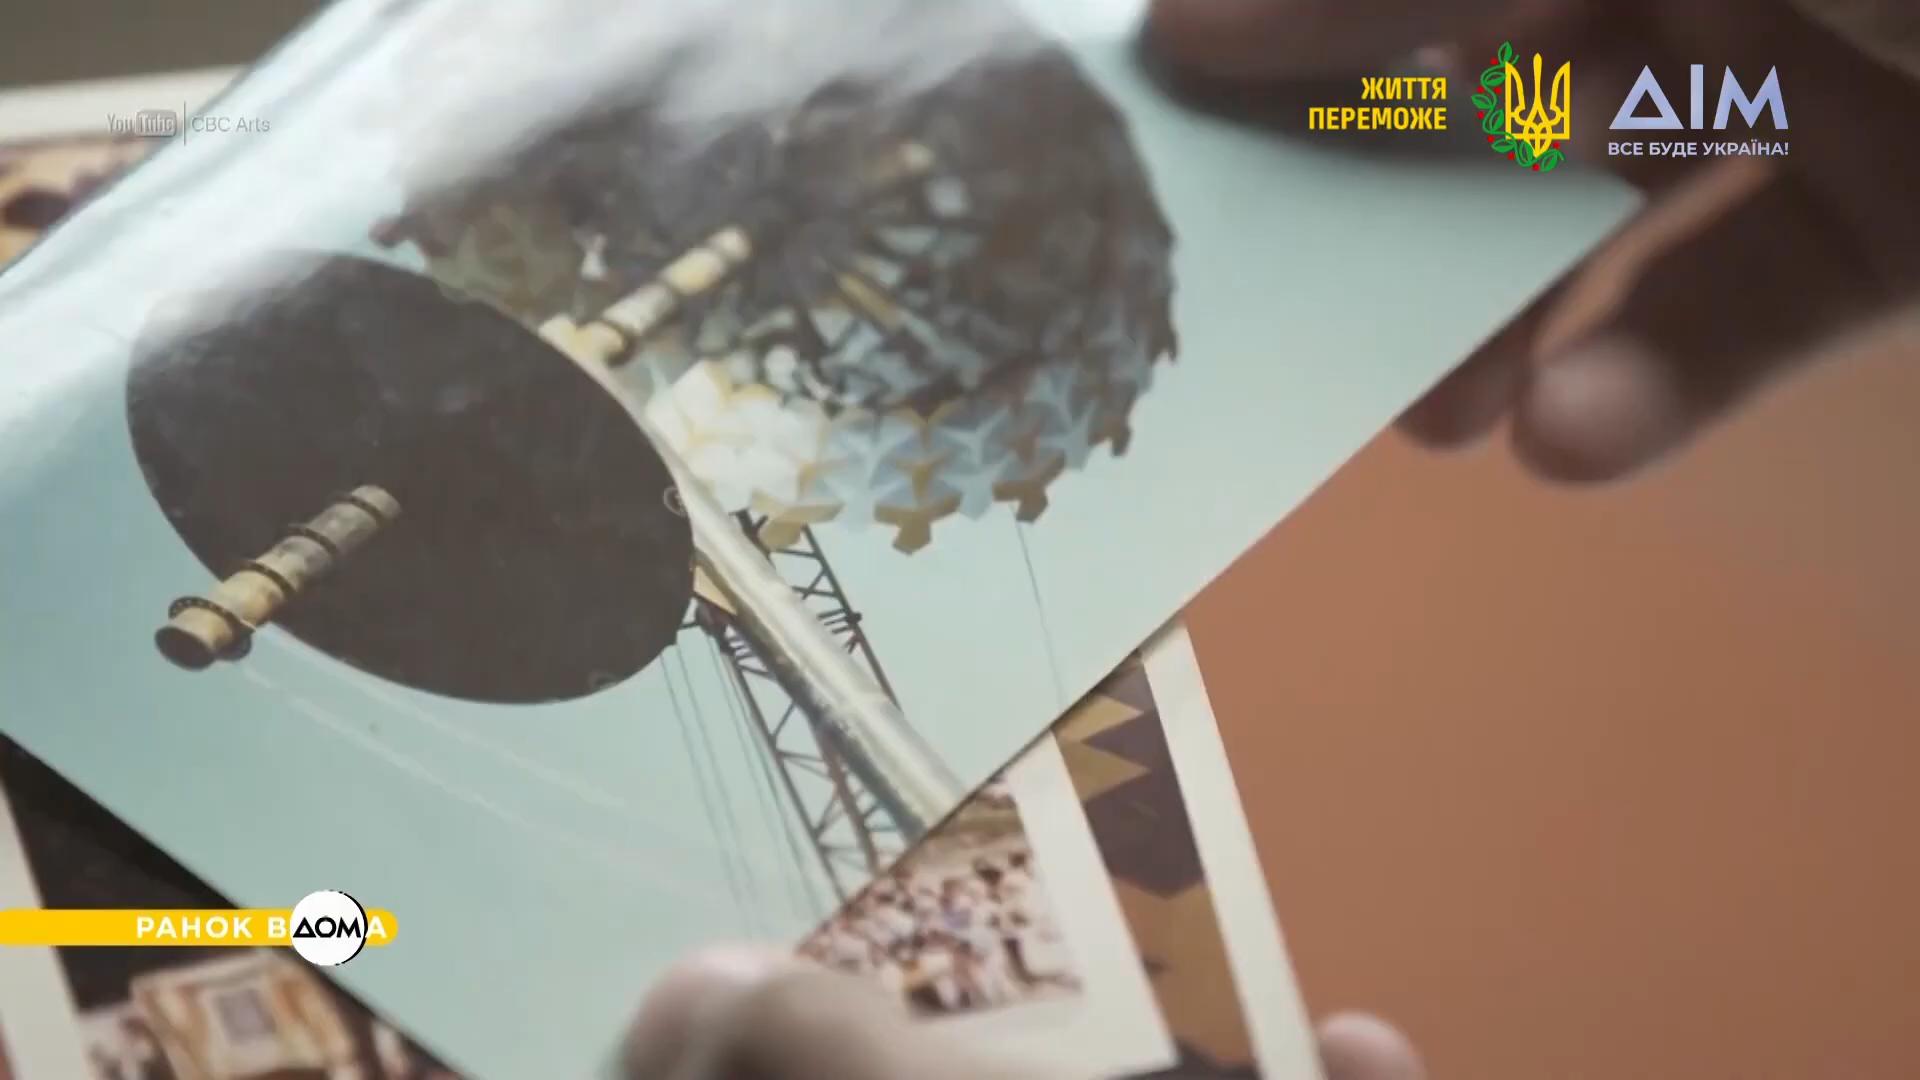 YouTube CBC Arts
ЖИТТЯ
ПЕРЕМОЖЕ
ДІМ
ВСЕ БУДЕ УКРАЇНА!
РАНОК ВДОМА